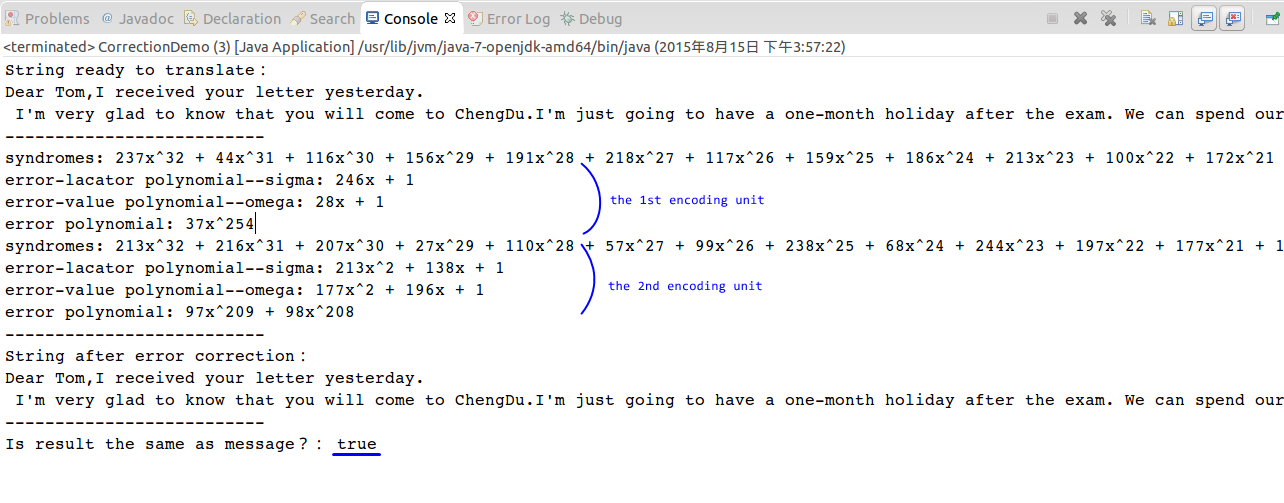 Problems @ Javadoc Declaration Search Console Error Log Debug
<terminated> CorrectionDemo (3) [Java Application] /usr/lib/jvm/java-7-openjdk-amd64/bin/java (2015年8月15日 下午3:57:22)
String ready to translate：
Dear Tom,I received your letter yesterday.
I'm very glad to know that you will come to ChengDu.I'm just going to have a one-month holiday after the exam. We can spend our
--------------------------
syndromes: 237x^32 + 44x^31 + 116x^30 + 156x^29 + 191x^28 + 218x^27 + 117x^26 + 159x^25 + 186x^24 + 213x^23 + 100x^22 + 172x^21
error-lacator polynomial--sigma: 246x + 1
error-value polynomial--omega: 28x + 1
the 1st encoding unit
error polynomial: 37x^254
syndromes: 213x^32 + 216x^31 + 207x^30 + 27x^29 + 110x^28 + 57x^27 + 99x^26 + 238x^25 + 68x^24 + 244x^23 + 197x^22 + 177x^21 + 1
error-lacator polynomial--sigma: 213x^2 + 138x + 1
error-value polynomial--omega: 177x^2 + 196x + 1
the 2nd encoding unit
error polynomial: 97x^209 + 98x^208
--------------------------
String after error correction：
Dear Tom,I received your letter yesterday.
I'm very glad to know that you will come to ChengDu.I'm just going to have a one-month holiday after the exam. We can spend our
--------------------------
Is result the same as message？： true